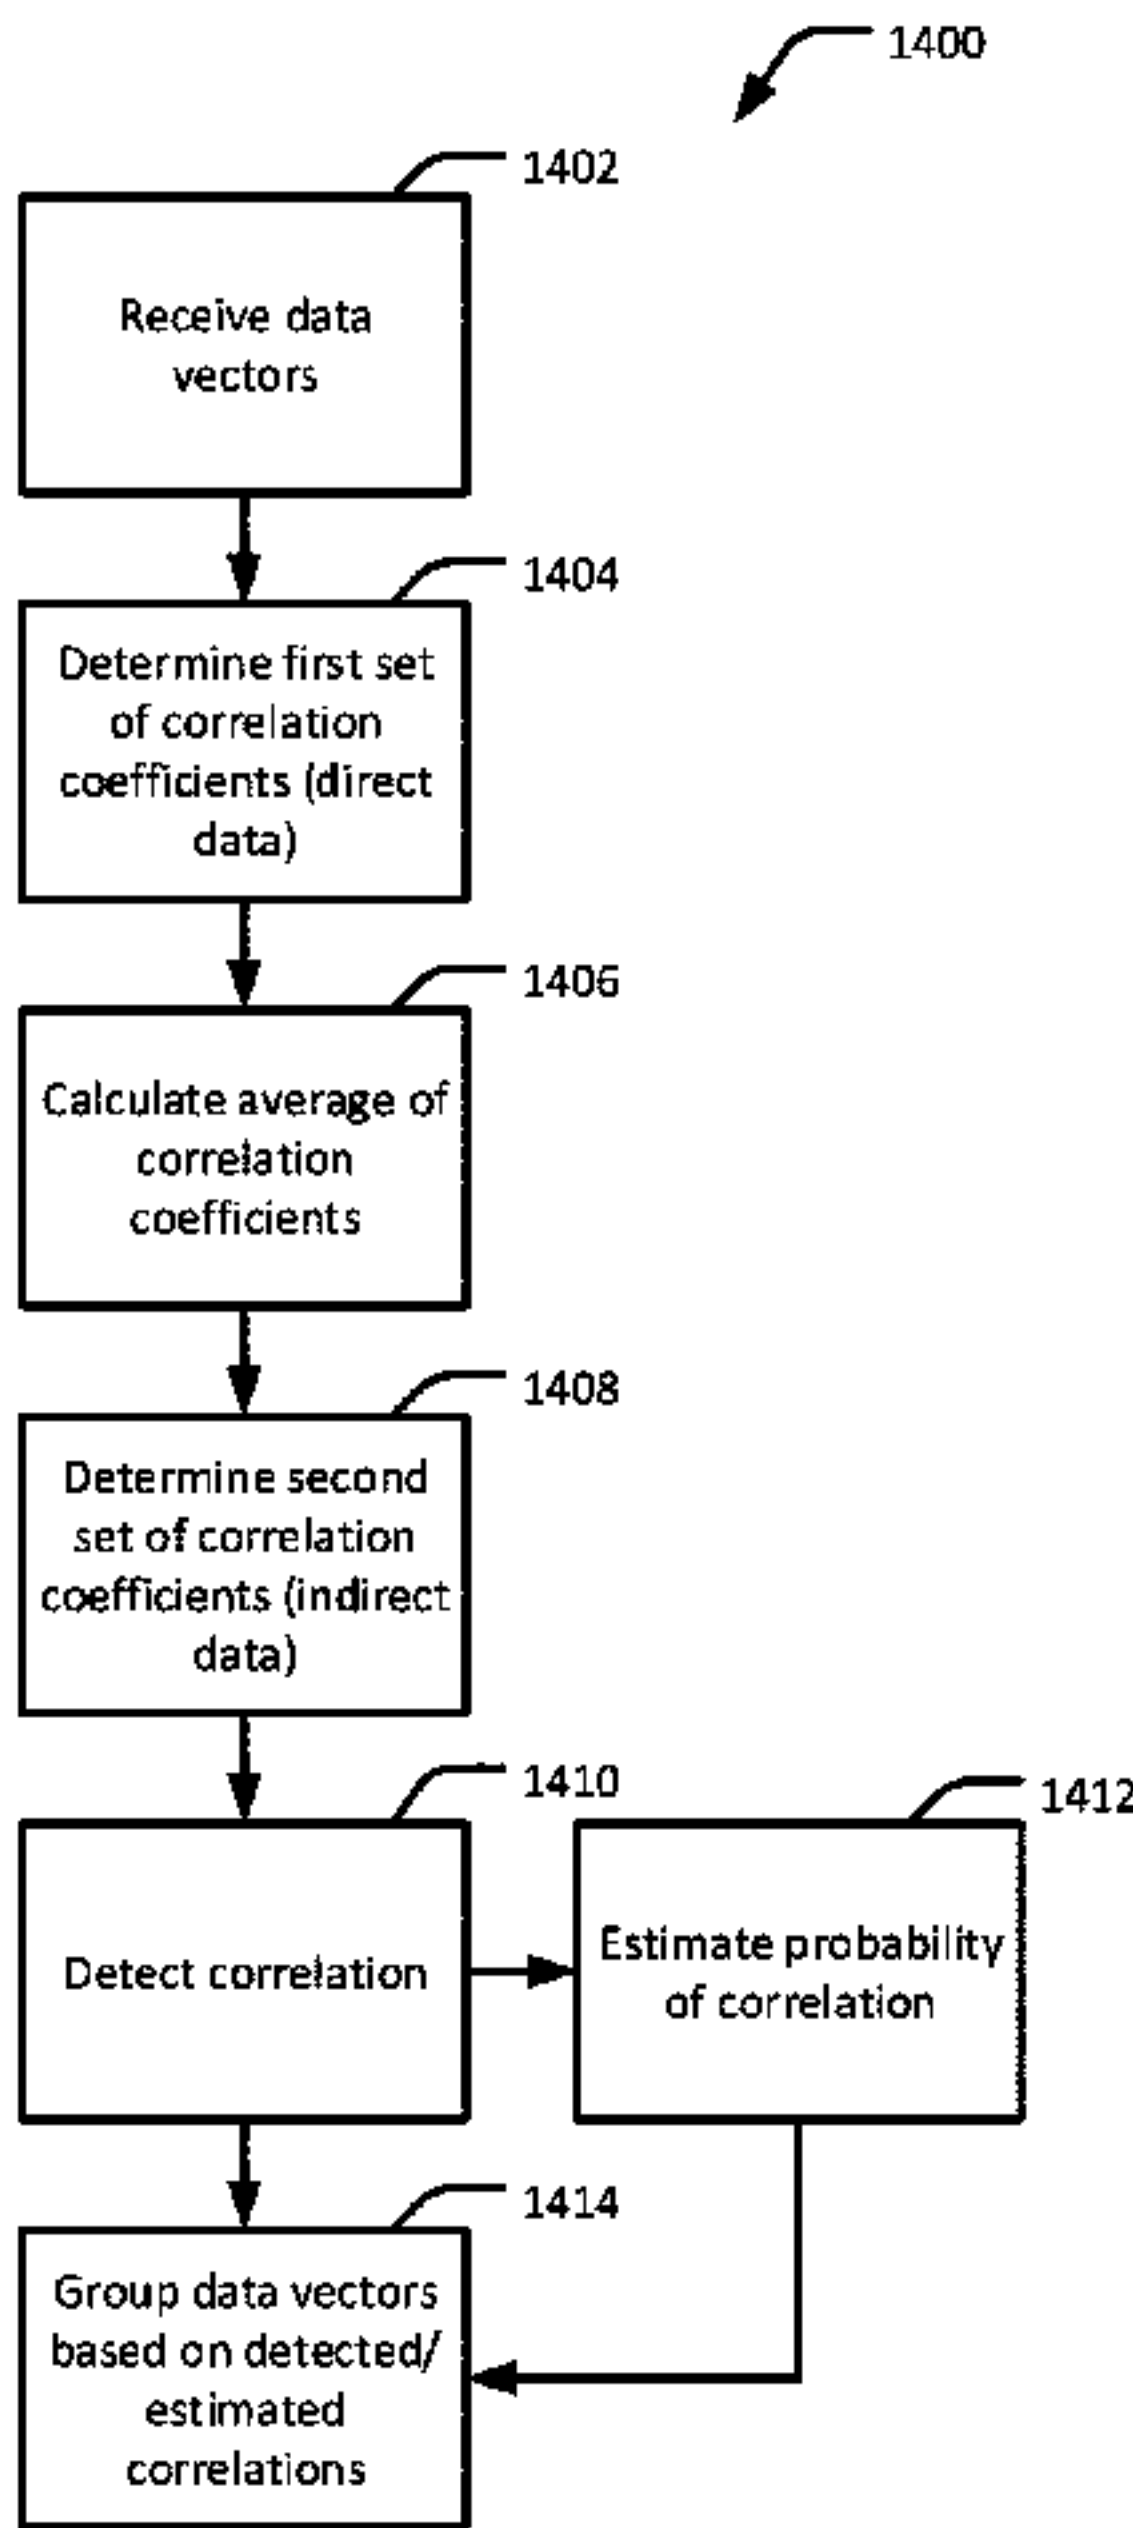 1400
1402
Receive data
vectors
1404
Determine first set
of correlation
coefficients (direct
data)
1406
Calculate average of
correlation
coefficients
1408
Determine second
set of correlation
coefficients (indirect
data)
1410
Detect correlation
1412
Estimate probability
of correlation
1414
Group data vectors
based on detected/
estimated
correlations